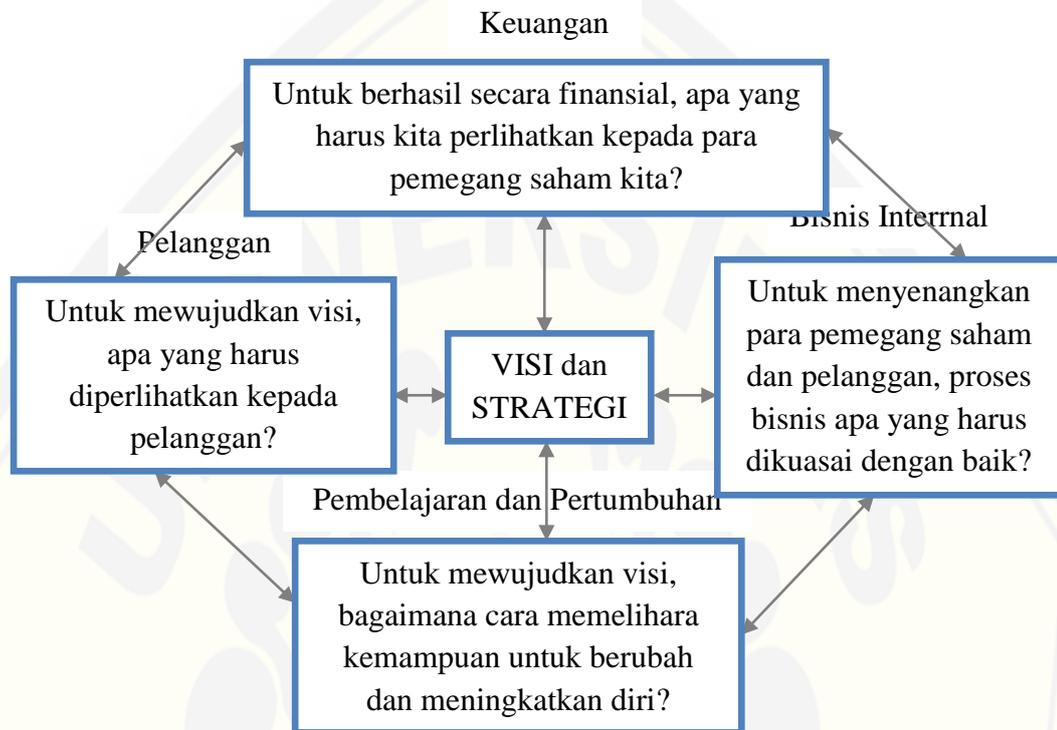 Keuangan
Untuk berhasil secara finansial, apa yang
harus kita perlihatkan kepada para
pemegang saham kita?
Bisnis Interrnal
Pelanggan
Untuk mewujudkan visi,
apa yang harus
diperlihatkan kepada
pelanggan?
VISI dan
STRATEGI
Untuk menyenangkan
para pemegang saham
dan pelanggan, proses
bisnis apa yang harus
dikuasai dengan baik?
Pembelajaran dan Pertumbuhan
Untuk mewujudkan visi,
bagaimana cara memelihara
kemampuan untuk berubah
dan meningkatkan diri?